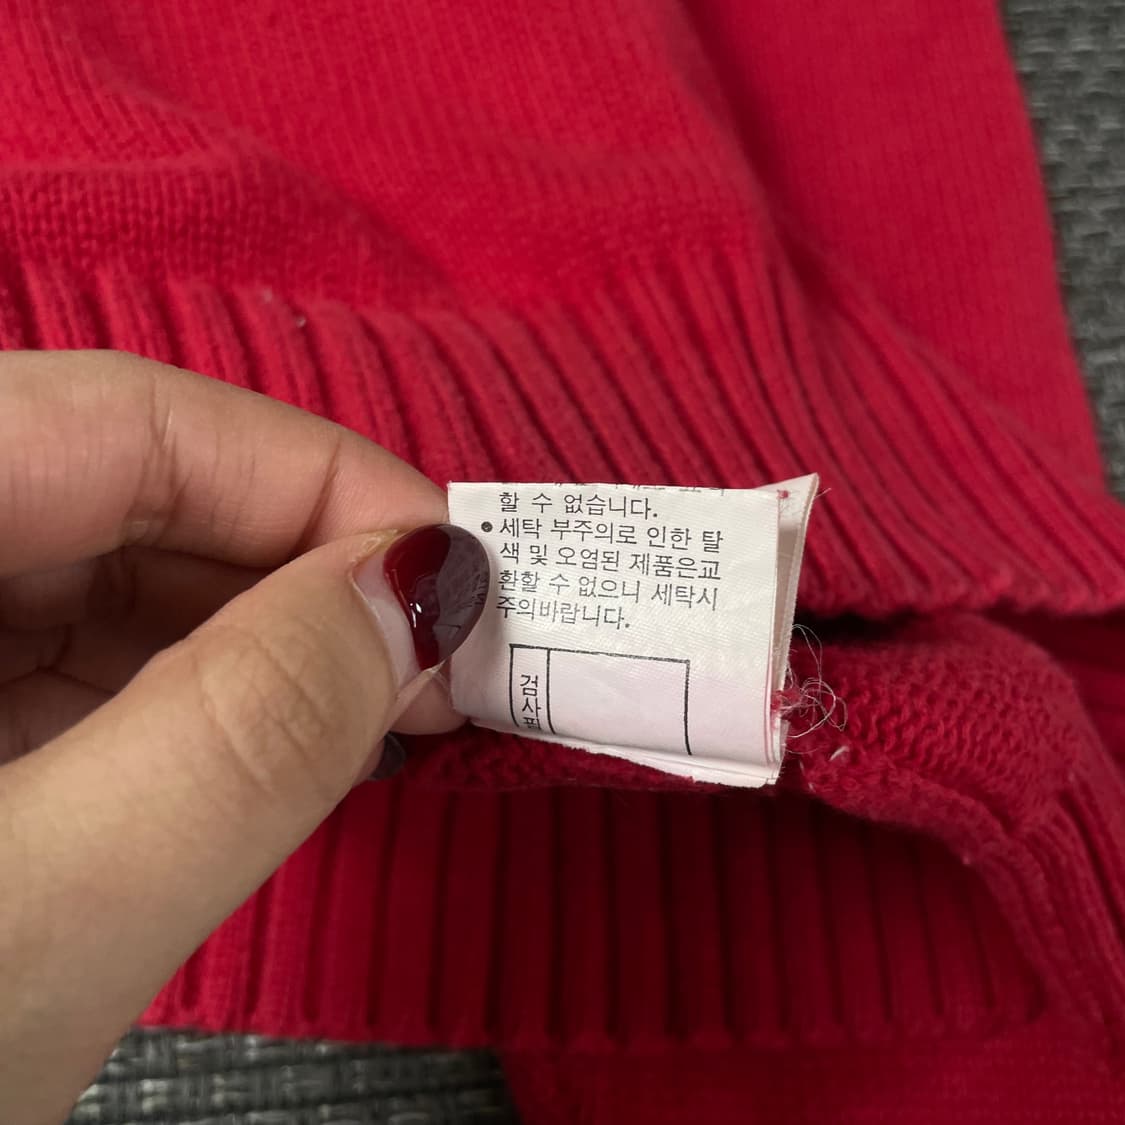 할 수 없습니다.
● 세탁 부주의로 인한 탈
색 및 오염된 제품은교
환할 수 없으니 세탁시
주의바랍니다.
검
사
필